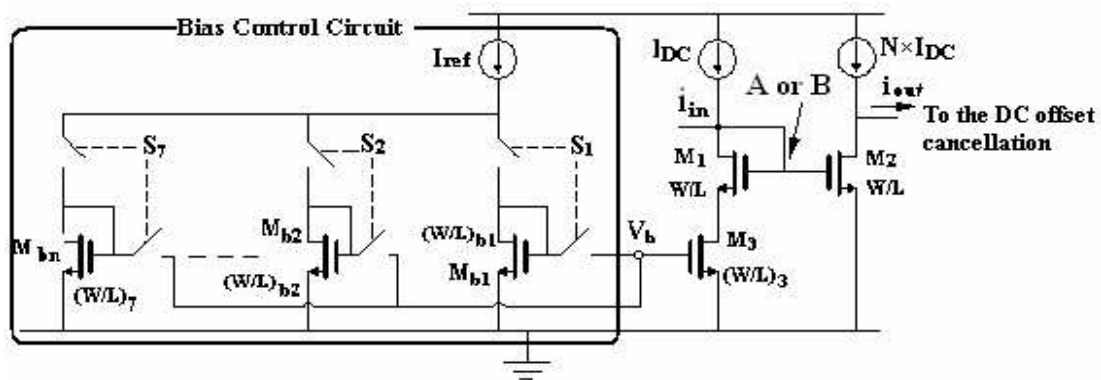 Bias Control Circuit
Iref
IDC
N×IDC
A or B
iin
iout
To the DC offset
cancellation
S7
S2
S1
M1
M2
W/L
W/L
Mbn
Mb2
(W/L)b1
Vb
M3
(W/L)7
(W/L)b2
Mb1
(W/L)3